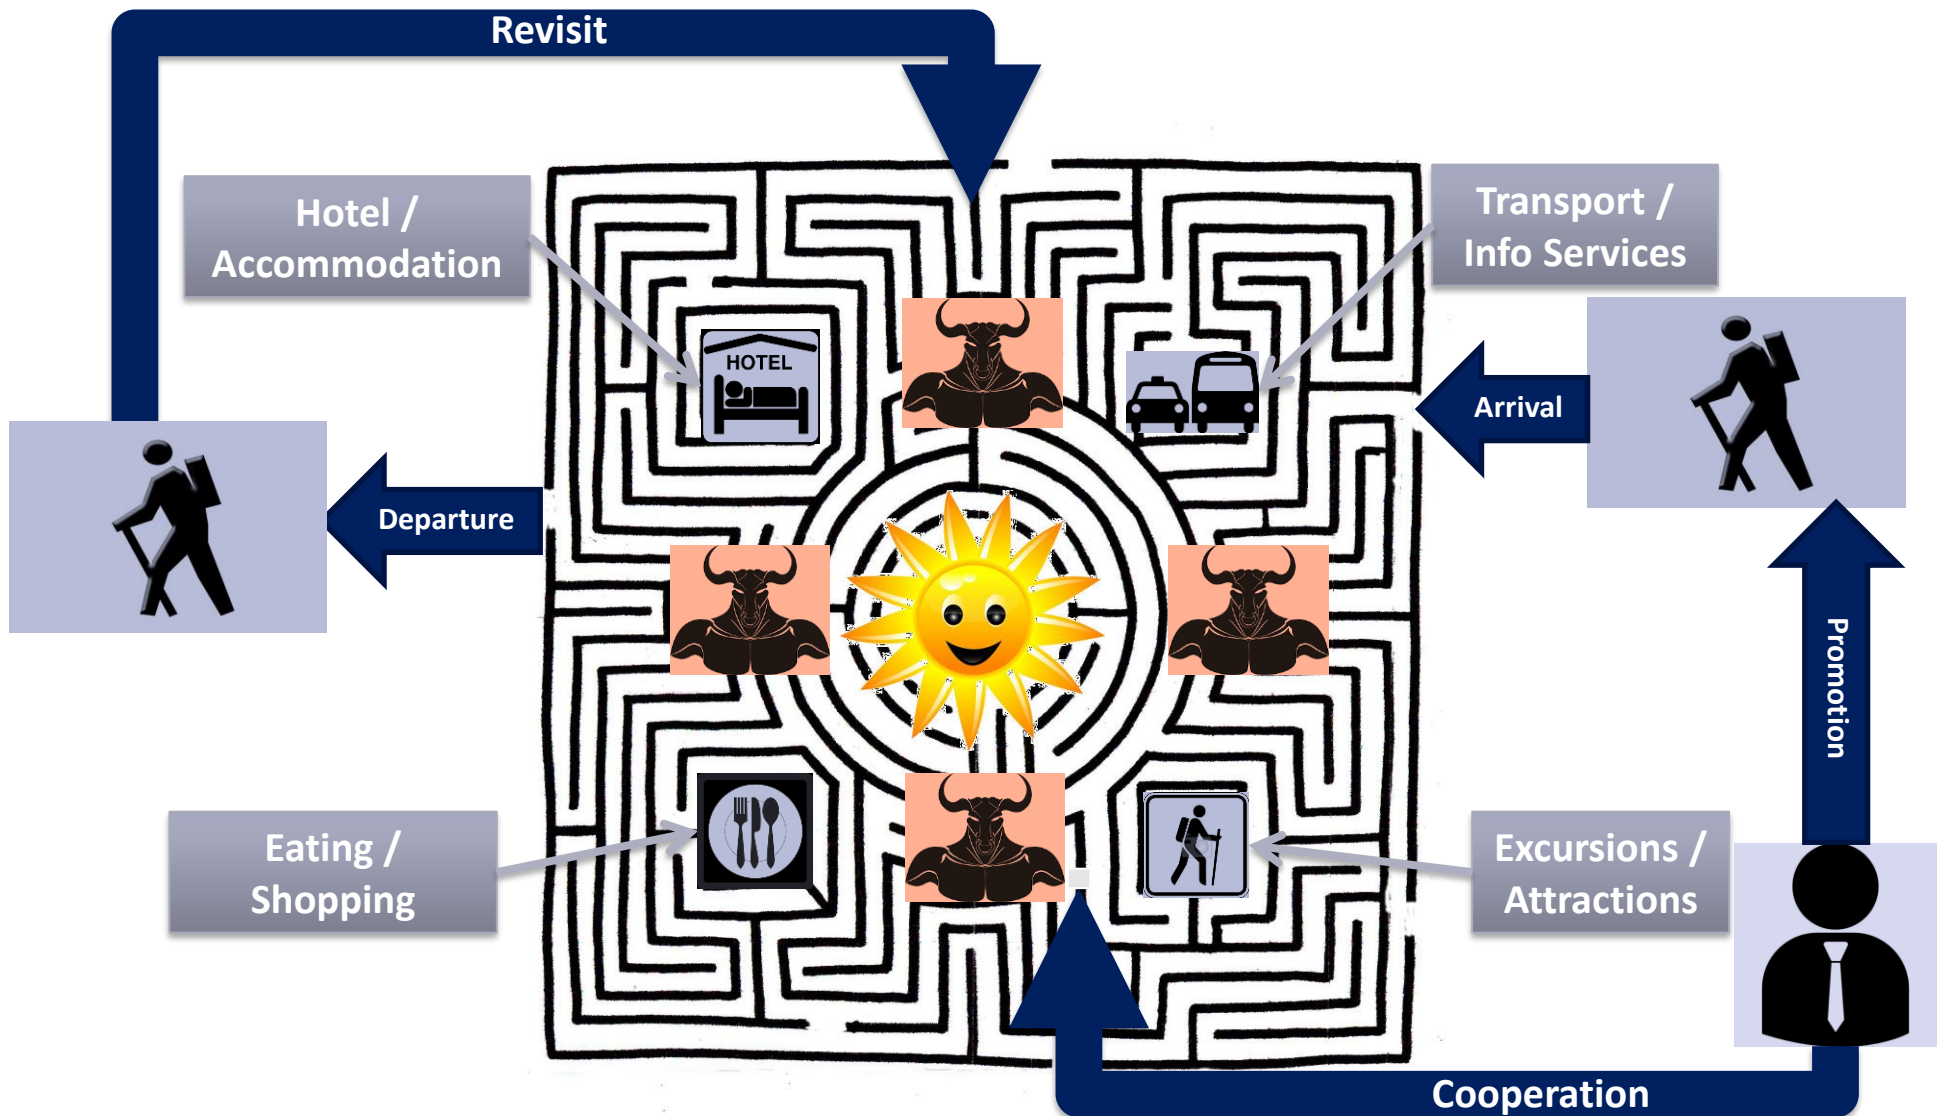 Revisit
Hotel /
Accommodation
Transport /
Info Services
HOTEL
Arrival
Departure
Promotion
Eating /
Shopping
Excursions /
Attractions
Cooperation